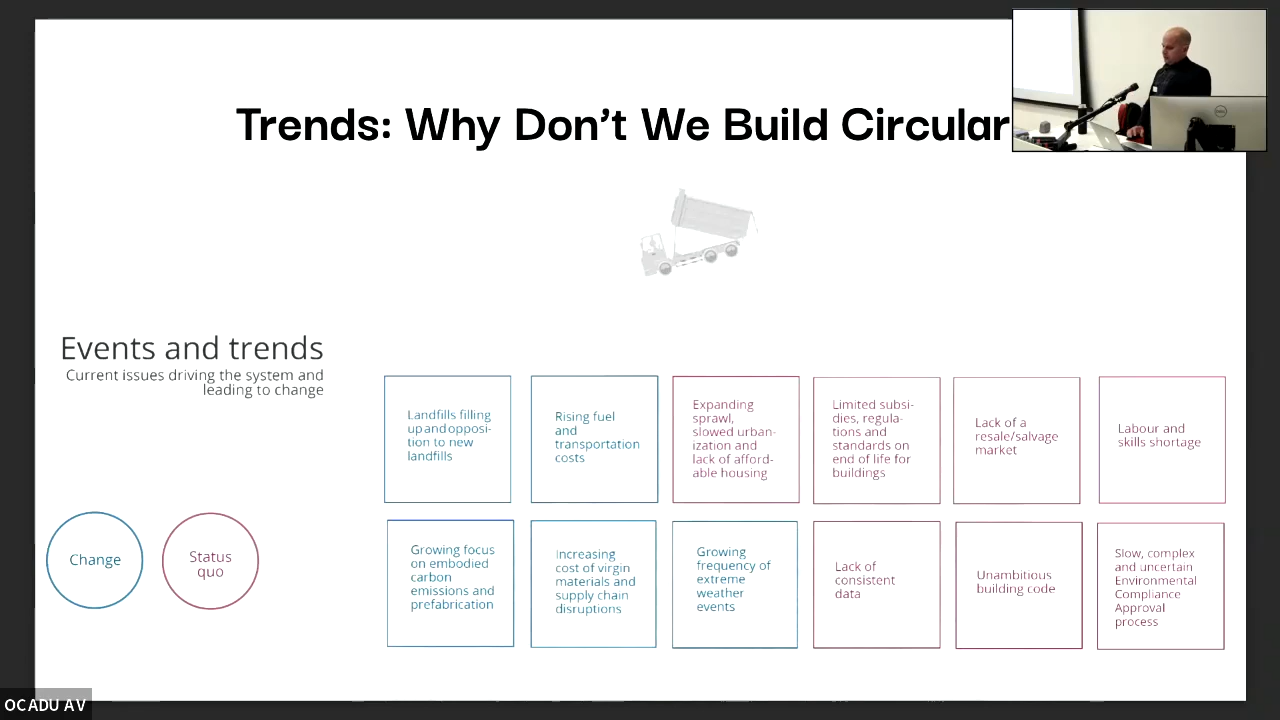 Trends: Why Don't We Build Circular
Events and trends
Current issues driving the system and
leading to change
Change
Status
quo
Landfills filling
up and opposi-
tion to new
landfills
Rising fuel
and
transportation
costs
Expanding
sprawl,
slowed urban-
ization and
lack of afford-
able housing
Limited subsi-
dies, regula-
tions and
standards on
end of life for
buildings
Lack of a
resale/salvage
market
Labour and
skills shortage
Growing focus
on embodied
carbon
emissions and
prefabrication
Increasing
cost of virgin
materials and
supply chain
disruptions
Growing
frequency of
extreme
weather
events
Lack of
consistent
data
Unambitious
building code
Slow, complex
and uncertain
Environmental
Compliance
Approval
process
OCADU AV